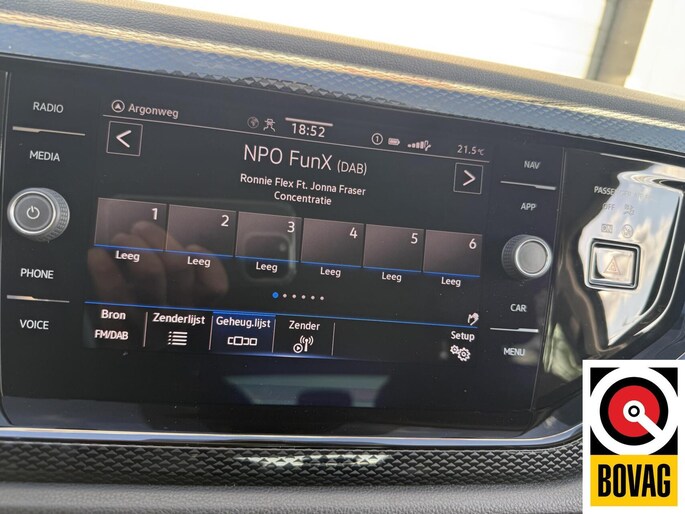 RADIO
MEDIA
PHONE
VOICE
Argonweg
18:52
1
21.5°C
NPO FunX (DAB)
Ronnie Flex Ft. Jonna Fraser
Concentratie
1 2 3 4 5 6
Leeg Leeg Leeg Leeg Leeg Leeg
Bron
FM/DAB
Zenderlijst
Geheug.lijst
Zender
Setup
NAV
APP
CAR
MENU
OFF
BOVAG